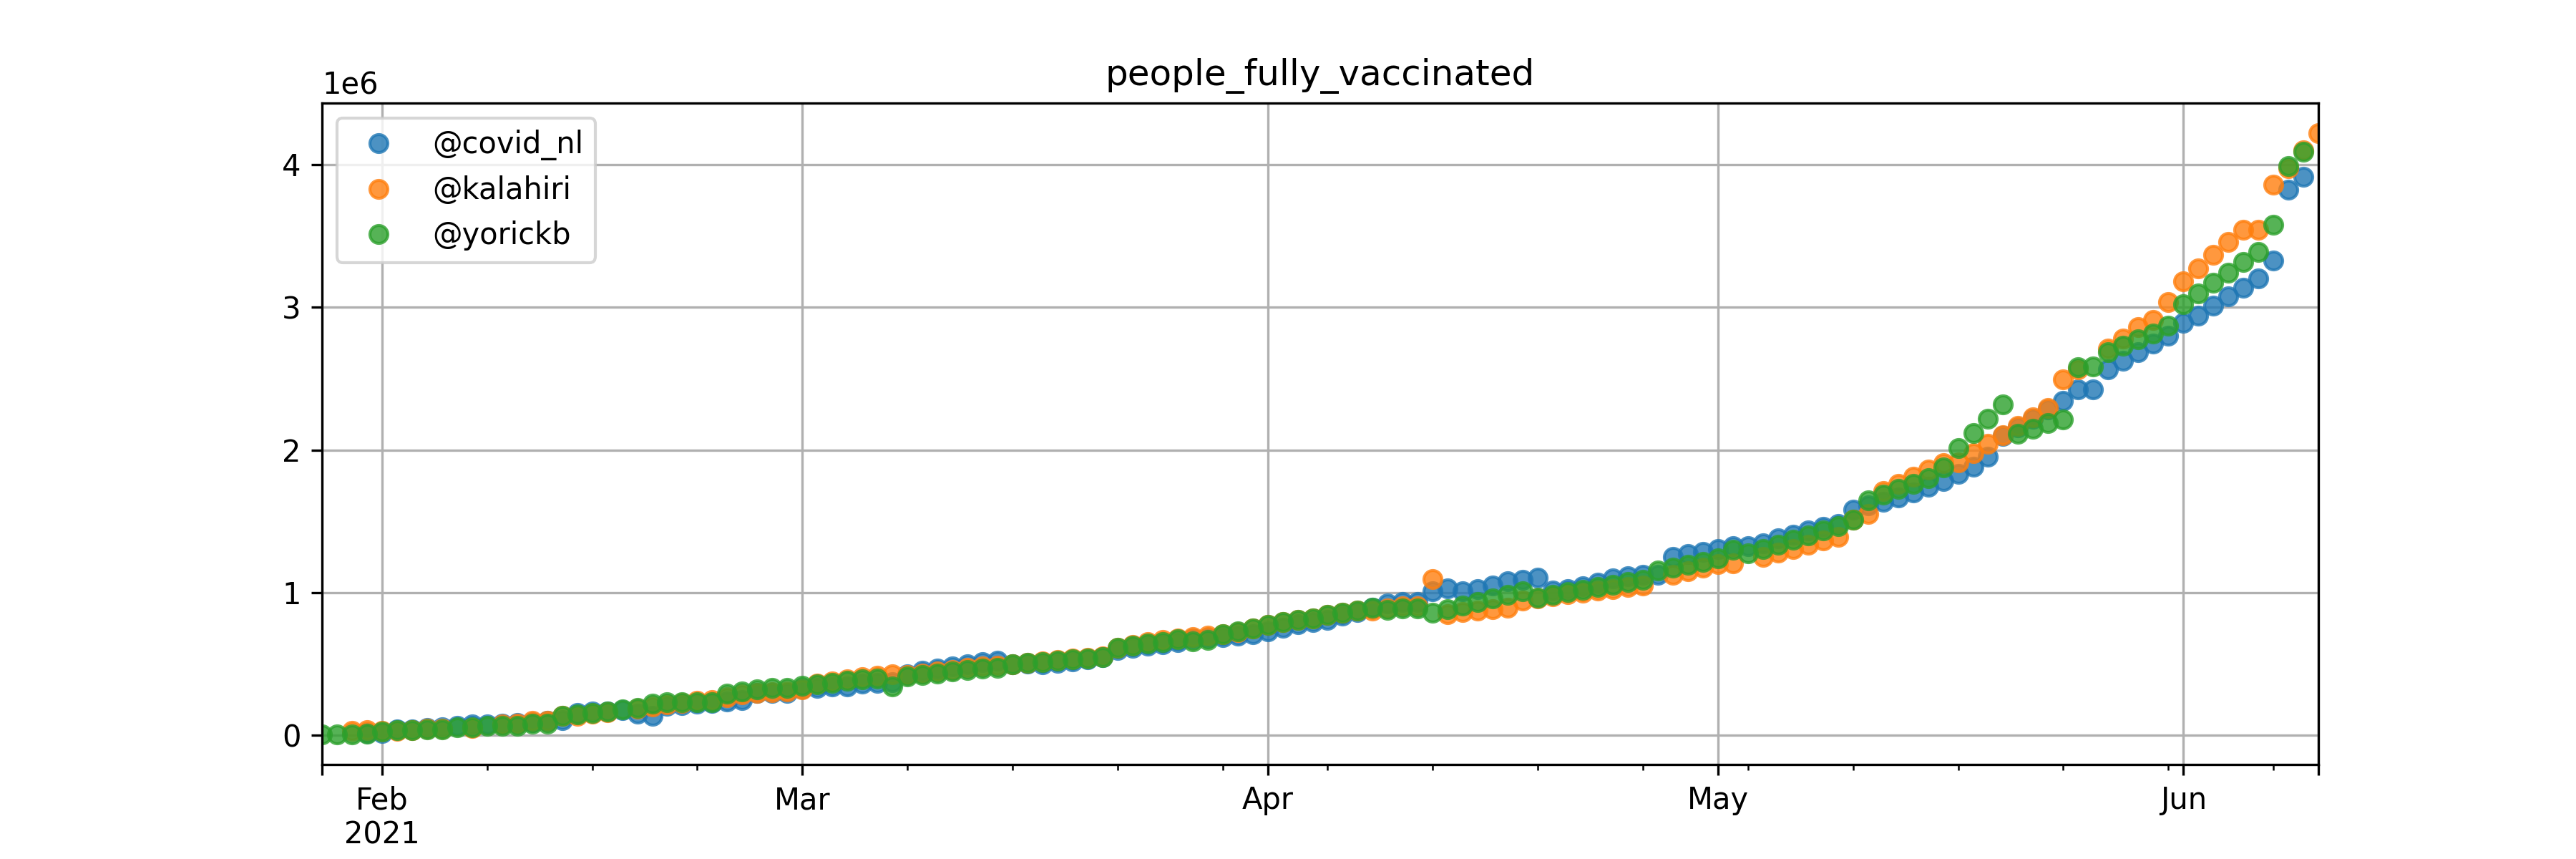 people_fully_vaccinated
1e6
@covid_nl
@kalahiri
@yorickb
4
3
2
1
0
Feb Mar Apr May Jun
2021